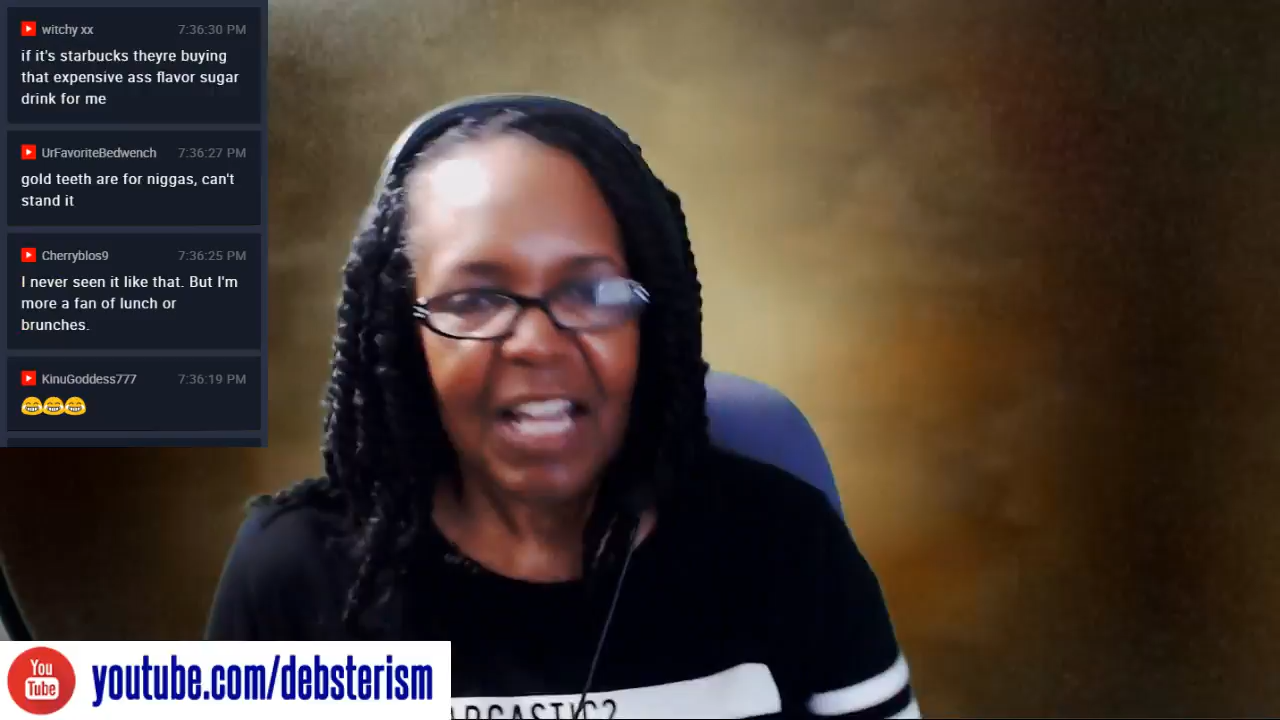 witchy xx 7:36:30 PM
if it's starbucks theyre buying
that expensive ass flavor sugar
drink for me
UrFavoriteBedwench 7:36:27 PM
gold teeth are for niggas, can't
stand it
Cherryblos9 7:36:25 PM
I never seen it like that. But I'm
more a fan of lunch or
brunches.
KinuGoddess777 7:36:19 PM
😂😂😂
You
Tube
youtube.com/debsterism